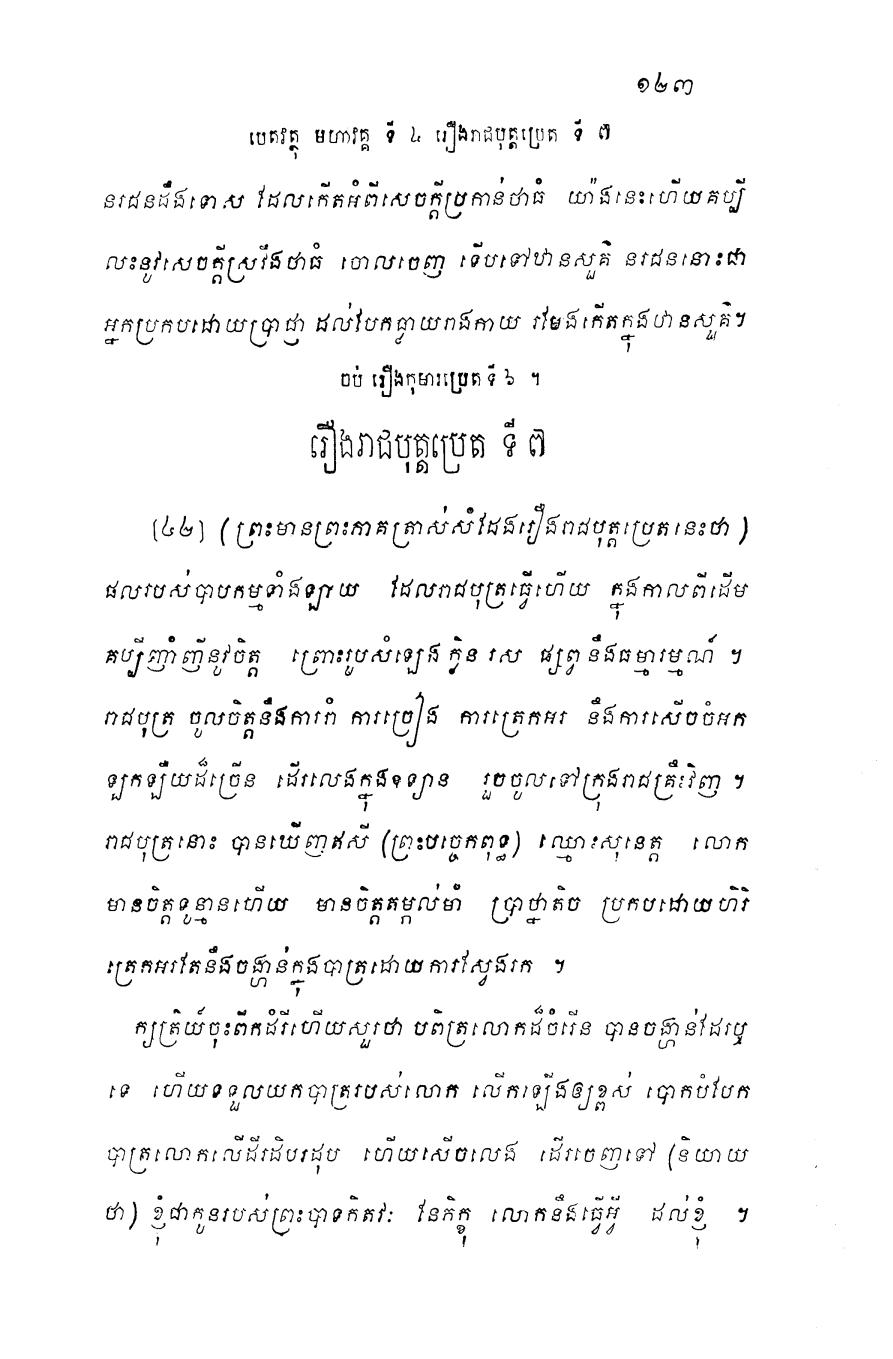 ១២៣
បេតវត្ថុ មហាវគ្គ ទី ៤ រឿងរាជបុត្តប្រេត ទី ៧
នរជនដឹងទោស ដែលកើតអំពីសេចក្តីប្រកាន់ថាធំ យ៉ាងនេះហើយគប្បី
លះនូវសេចក្តីស្រវឹងថាធំ ចោលចេញ ទើបទៅឋានសួគ៌ នរជននោះជា
អ្នកប្រកបដោយប្រាជ្ញា ដល់បែកធ្លាយរាងកាយ រមែងកើតក្នុងឋានសួគ៌។
ចប់ រឿងកុមារប្រេតទី ៦ ។
រឿងរាជបុត្តប្រេត ទី ៧
[៤២] (ព្រះមានព្រះភាគត្រាស់សំដែងរឿងរាជបុត្តប្រេតនេះថា)
ផលរបស់បាបកម្មទាំងឡាយ ដែលរាជបុត្រធ្វើហើយ ក្នុងកាលពីដើម
គប្បីញាំញីនូវចិត្ត ព្រោះរូបសំឡេង ក្លិន រស ផ្សព្វ នឹងធម្មារម្មណ៍ ។
រាជបុត្រ ចូលចិត្តនឹងការរាំ ការច្រៀង ការត្រេកអរ នឹងការសើចចំអក
ឡកឡឺយដ៏ច្រើន ដើរលេងក្នុងឧទ្យាន រួចចូលទៅក្រុងរាជគ្រឹះវិញ ។
រាជបុត្រនោះ បានឃើញឥសី (ព្រះបច្ចេកពុទ្ធ) ឈ្មោះសុនេត្ត លោក
មានចិត្តទូន្មានហើយ មានចិត្តតម្កល់មាំ ប្រាថ្នាតិច ប្រកបដោយហិរិ
ត្រេកអរតែនឹងចង្ហាន់ក្នុងបាត្រដោយការស្វែងរក ។
ក្សត្រិយ៍ចុះពីកដំរីហើយសួរថា បពិត្រលោកដ៏ចំរើន បានចង្ហាន់ដែរឬ
ទេ ហើយទទួលយកបាត្ររបស់លោក លើកឡើងឲ្យខ្ពស់ បោកបំបែក
បាត្រលោកលើដីរដិបរដុប ហើយសើចលេង ដើរចេញទៅ (និយាយ
ថា) ខ្ញុំជាកូនរបស់ព្រះបាទកិតវៈ នែភិក្ខុ លោកនឹងធ្វើអ្វី ដល់ខ្ញុំ ។